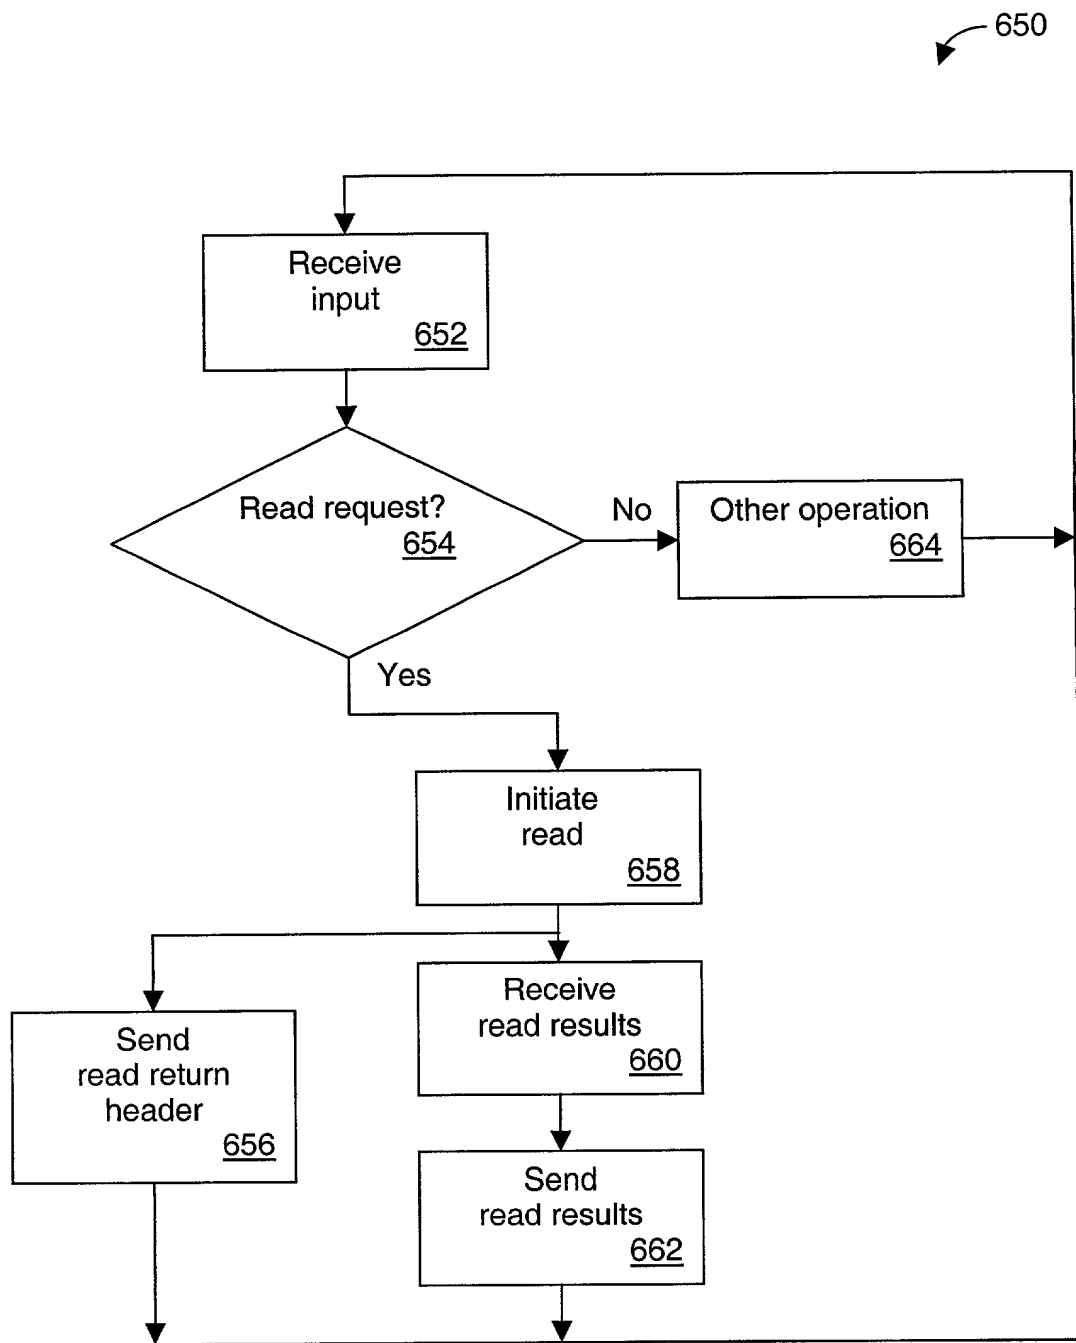 650
Receive
input
652
Read request?
654
No
Other operation
664
Yes
Initiate
read
658
Receive
read results
660
Send
read return
header
656
Send
read results
662